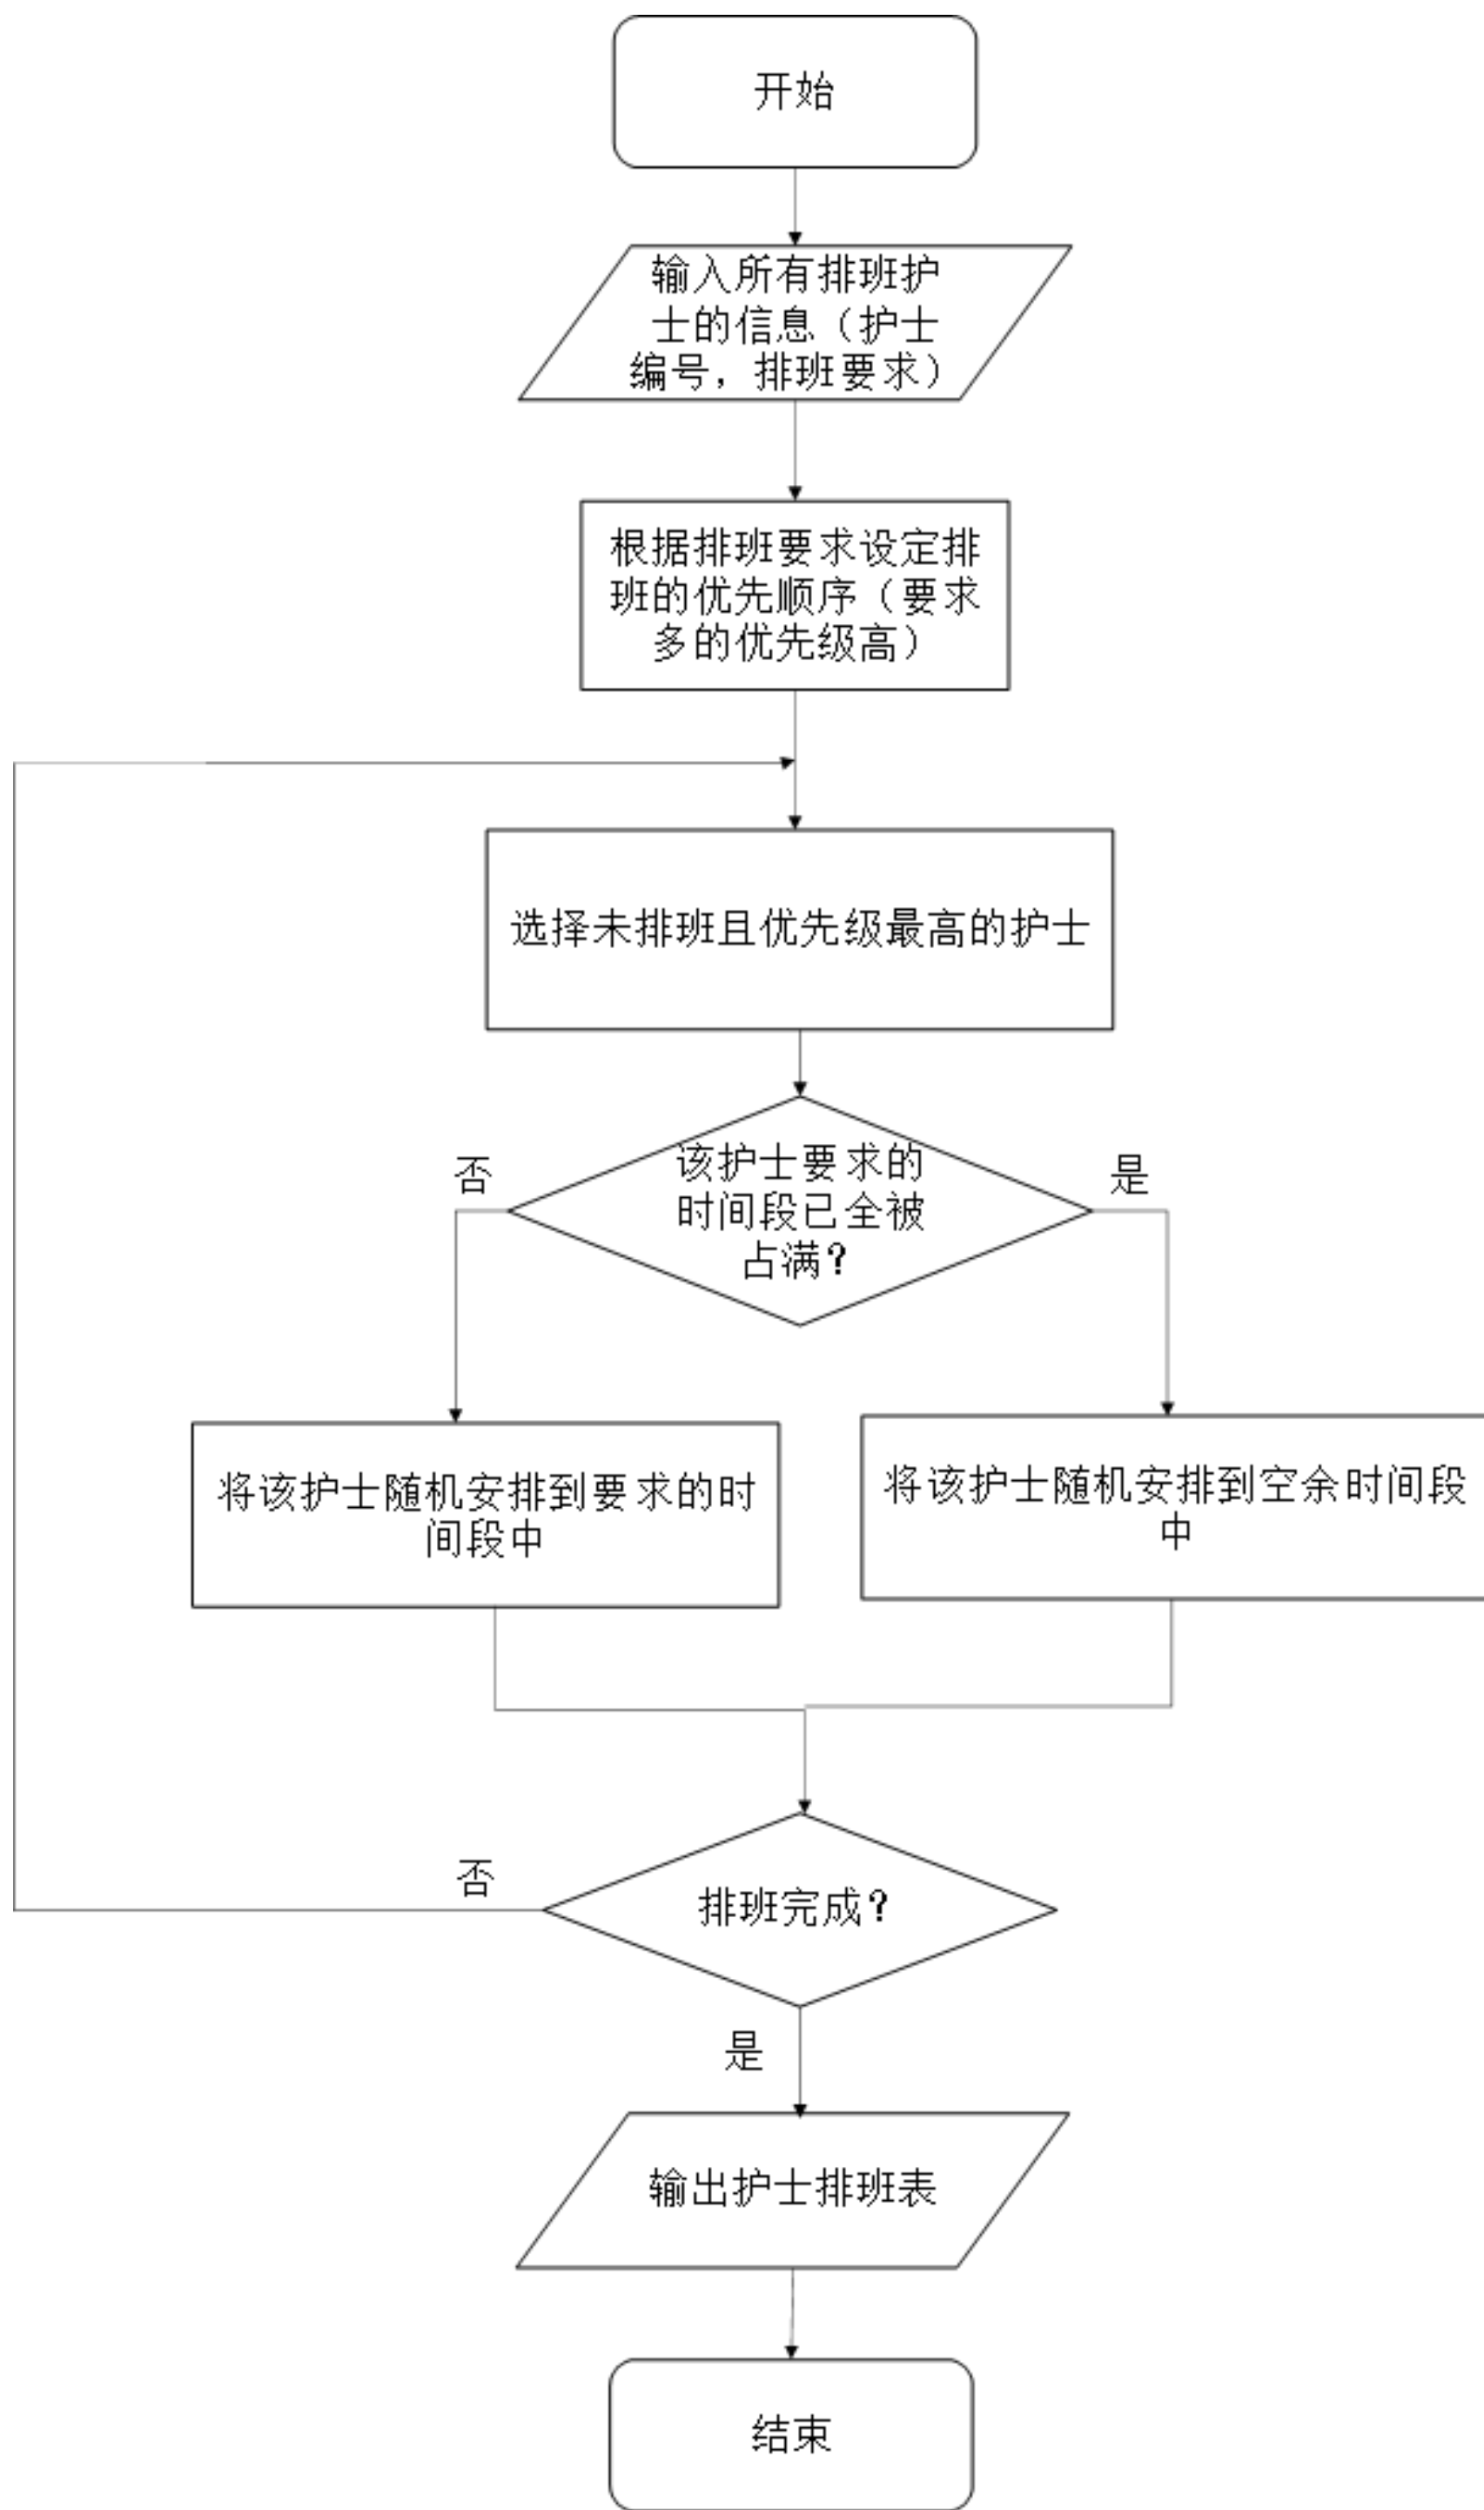 开始
输入所有排班护
士的信息（护士
编号，排班要求）
根据排班要求设定排
班的优先顺序（要求
多的优先级高）
选择未排班且优先级最高的护士
该护士要求的
时间段已全被
占满？
否
是
将该护士随机安排到要求的时
间段中
将该护士随机安排到空余时间段
中
排班完成？
否
是
输出护士排班表
结束